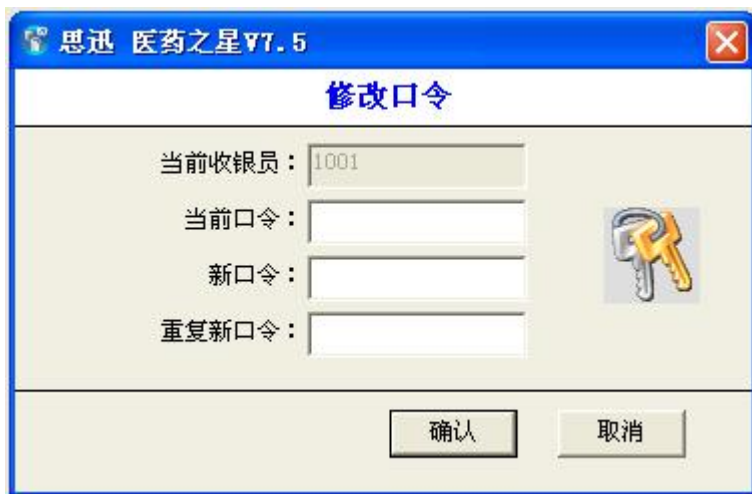 思迅 医药之星V7.5
修改口令
当前收银员：1001
当前口令：
新口令：
重复新口令：
确认 取消